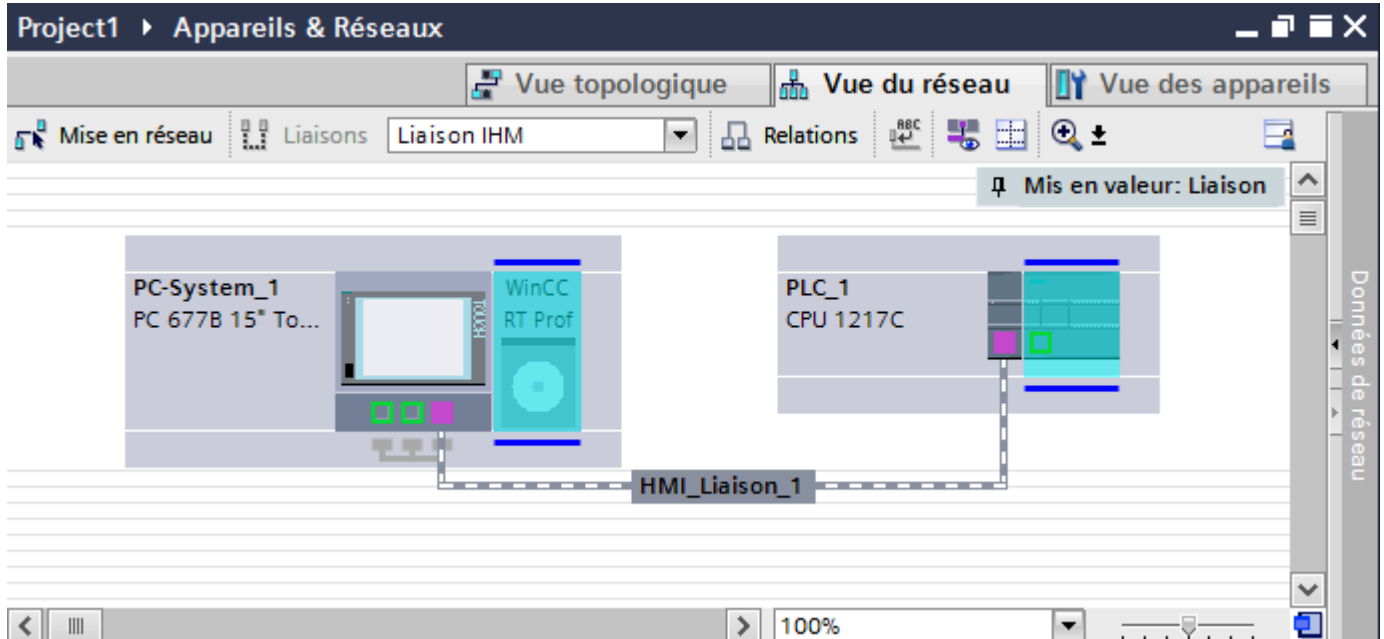 Project1 ▸ Appareils & Réseaux
Vue topologique
Vue du réseau
Vue des appareils
Mise en réseau
Liaisons
Liaison IHM
Relations
ABC
Mis en valeur: Liaison
PC-System_1
PC 677B 15" To...
TOUCH
WinCC
RT Prof
PLC_1
CPU 1217C
HMI_Liaison_1
Données de réseau
100%